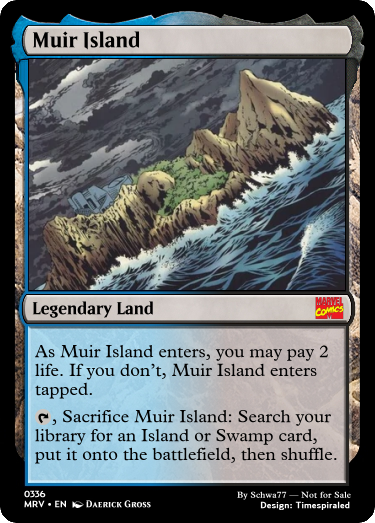 Muir Island
Legendary Land
MARVEL
COMICS
As Muir Island enters, you may pay 2
life. If you don't, Muir Island enters
tapped.
, Sacrifice Muir Island: Search your
library for an Island or Swamp card,
put it onto the battlefield, then shuffle.
0336
MRV • EN Daerick Gross
By Schwa77 — Not for Sale
Design: Timespiraled